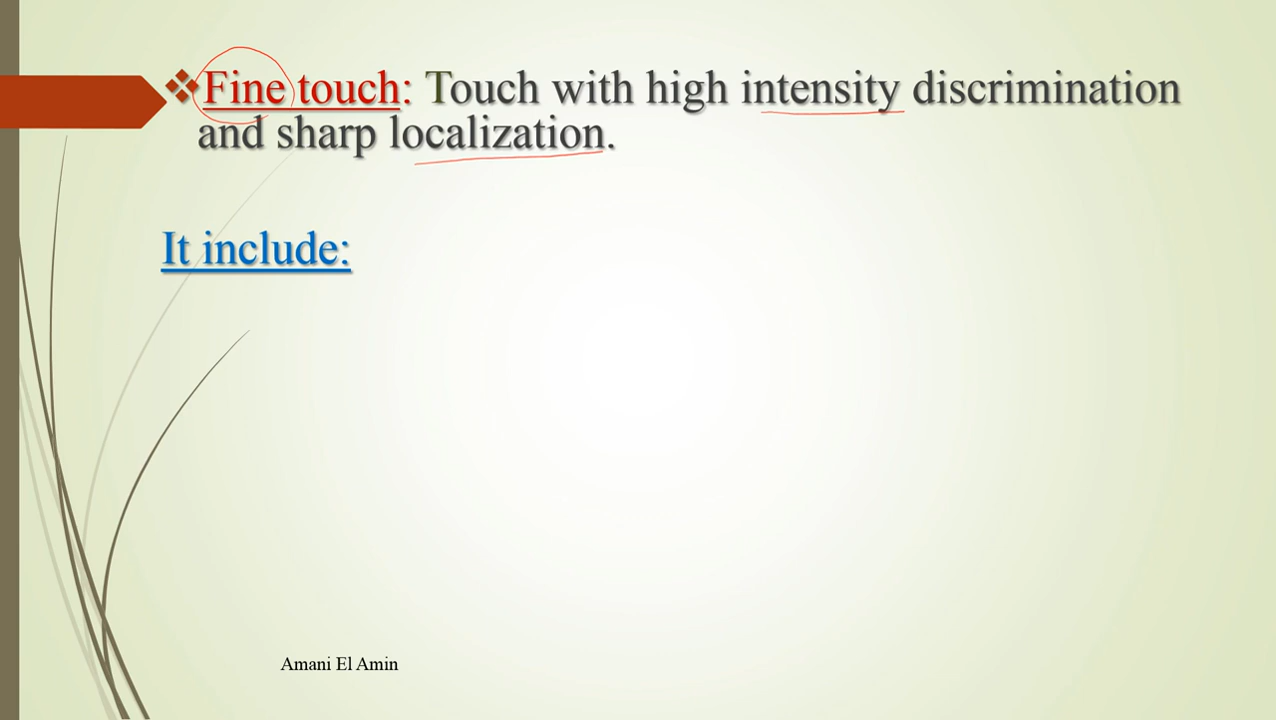 ❖Fine touch: Touch with high intensity discrimination
and sharp localization.
It include:
Amani El Amin